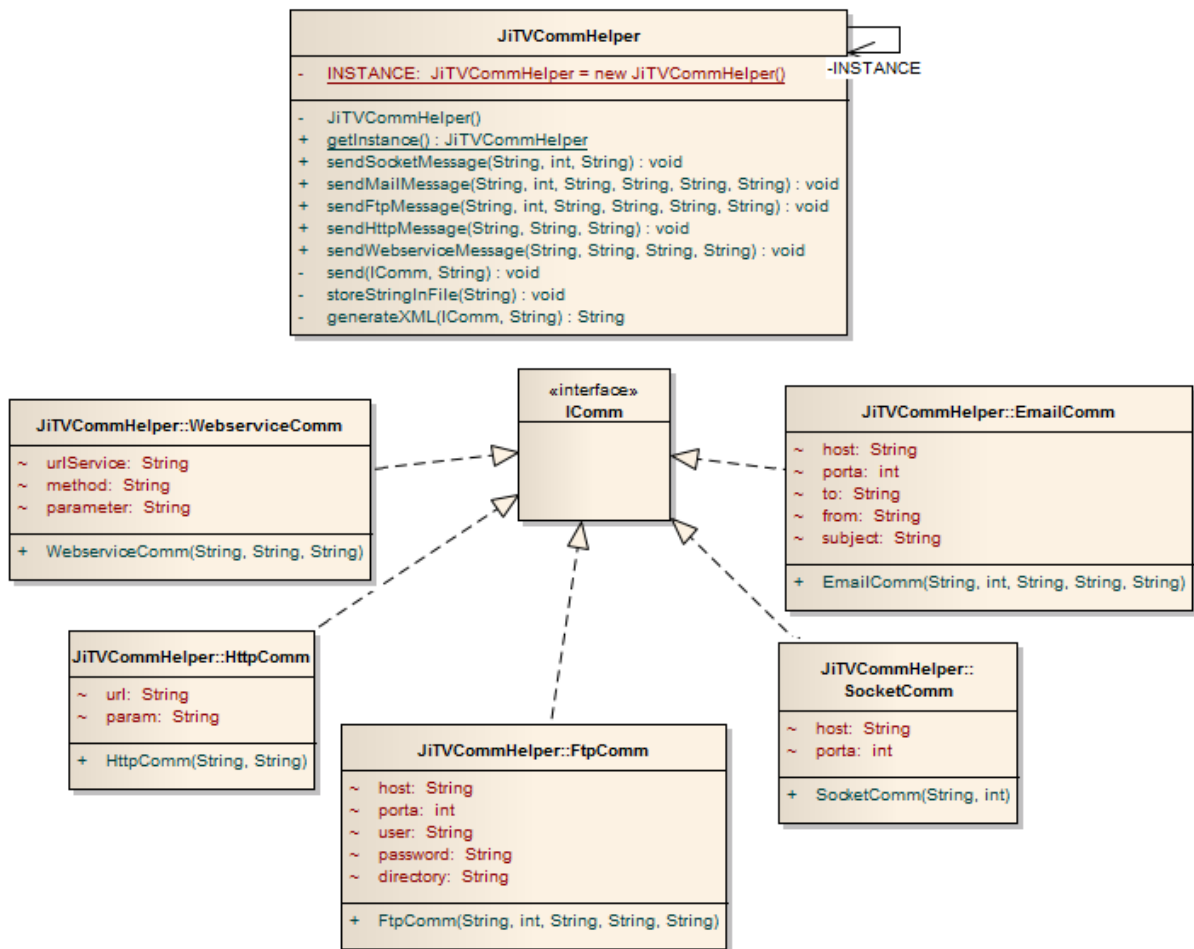 JiTVCommHelper
- INSTANCE: JiTVCommHelper = new JiTVCommHelper()
-INSTANCE
- JiTVCommHelper()
+ getInstance() : JiTVCommHelper
+ sendSocketMessage(String, int, String) : void
+ sendMailMessage(String, int, String, String, String, String) : void
+ sendFtpMessage(String, int, String, String, String, String) : void
+ sendHttpMessage(String, String, String) : void
+ sendWebserviceMessage(String, String, String, String) : void
- send(IComm, String) : void
- storeStringInFile(String) : void
- generateXML(IComm, String) : String
«interface»
IComm
JiTVCommHelper::WebserviceComm
~ urlService: String
~ method: String
~ parameter: String
+ WebserviceComm(String, String, String)
JiTVCommHelper::EmailComm
~ host: String
~ porta: int
~ to: String
~ from: String
~ subject: String
+ EmailComm(String, int, String, String, String)
JiTVCommHelper::HttpComm
~ url: String
~ param: String
+ HttpComm(String, String)
JiTVCommHelper::
SocketComm
~ host: String
~ porta: int
+ SocketComm(String, int)
JiTVCommHelper::FtpComm
~ host: String
~ porta: int
~ user: String
~ password: String
~ directory: String
+ FtpComm(String, int, String, String, String)